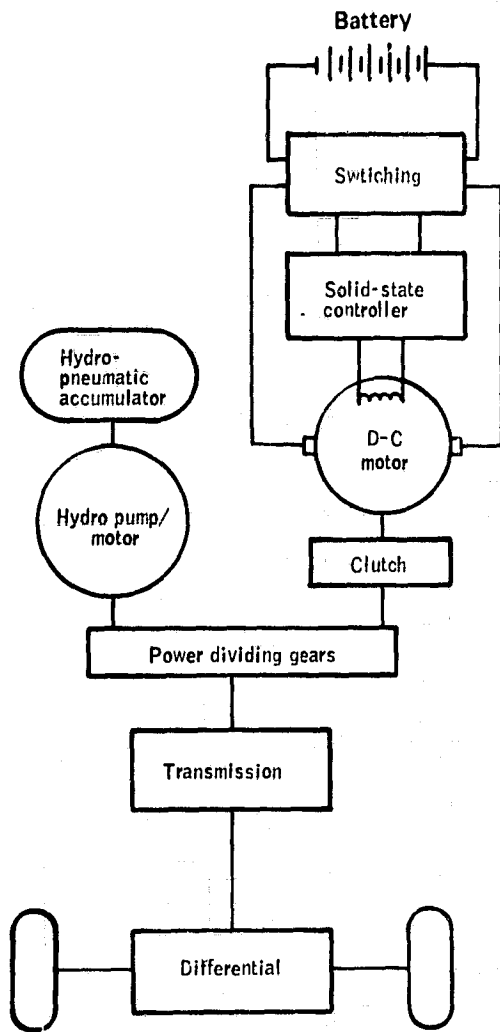 Battery
Swtiching
Solid-state
controller
Hydro-
pneumatic
accumulator
D-C
motor
Hydro pump/
motor
Clutch
Power dividing gears
Transmission
Differential